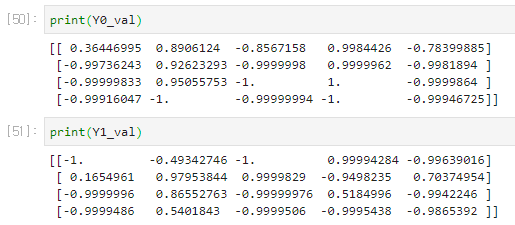 [50]: print(Y0_val)
[[ 0.36446995  0.8906124  -0.8567158   0.9984426  -0.78399885]
 [-0.99736243  0.92623293 -0.9999998   0.9999962  -0.9981894 ]
 [-0.99999833  0.95055753 -1.          1.         -0.9999864 ]
 [-0.99916047 -1.         -0.99999994 -1.         -0.99946725]]
[51]: print(Y1_val)
[[-1.         -0.49342746 -1.          0.99994284 -0.99639016]
 [ 0.1654961   0.97953844  0.9999829  -0.9498235   0.70374954]
 [-0.9999996   0.86552763 -0.99999976  0.5184996  -0.9942246 ]
 [-0.9999486   0.5401843  -0.9999506  -0.9995438  -0.9865392 ]]